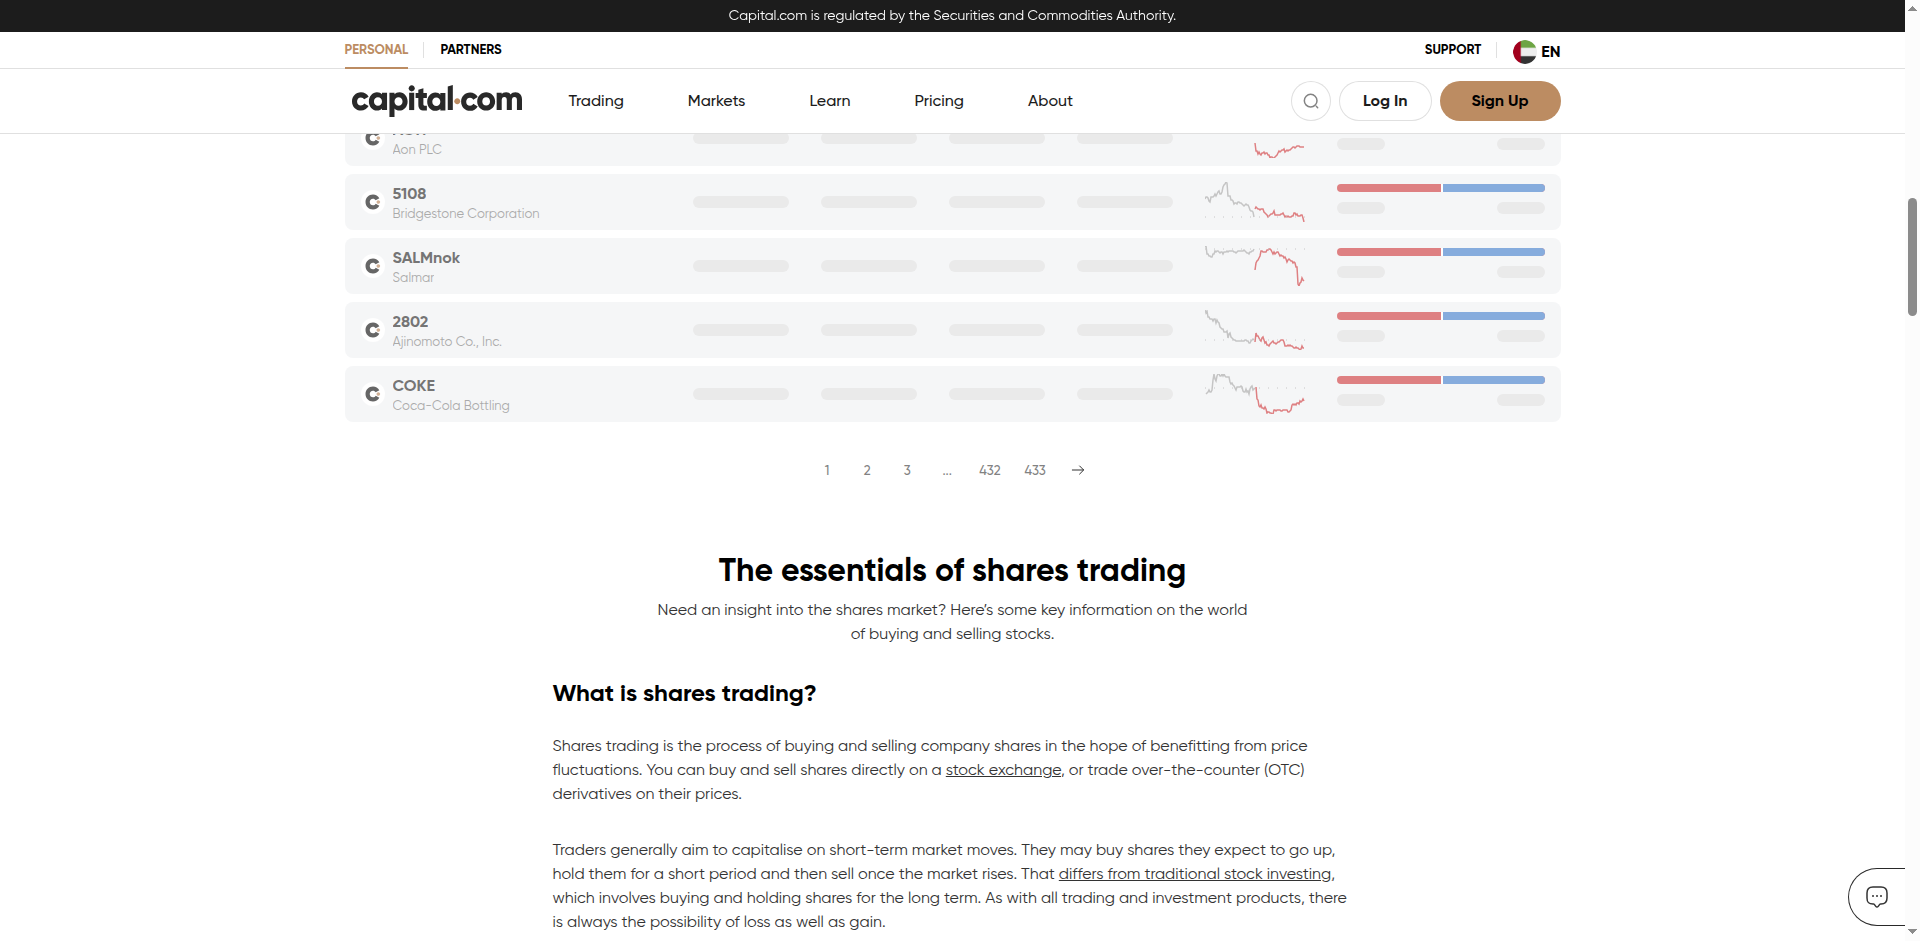 Capital.com is regulated by the Securities and Commodities Authority.
PERSONAL PARTNERS SUPPORT EN
capital.com Trading Markets Learn Pricing About Log In Sign Up
Aon PLC
5108
Bridgestone Corporation
SALMnok
Salmar
2802
Ajinomoto Co., Inc.
COKE
Coca-Cola Bottling
1 2 3 ... 432 433
The essentials of shares trading
Need an insight into the shares market? Here’s some key information on the world
of buying and selling stocks.
What is shares trading?
Shares trading is the process of buying and selling company shares in the hope of benefitting from price
fluctuations. You can buy and sell shares directly on a stock exchange, or trade over-the-counter (OTC)
derivatives on their prices.
Traders generally aim to capitalise on short-term market moves. They may buy shares they expect to go up,
hold them for a short period and then sell once the market rises. That differs from traditional stock investing,
which involves buying and holding shares for the long term. As with all trading and investment products, there
is always the possibility of loss as well as gain.